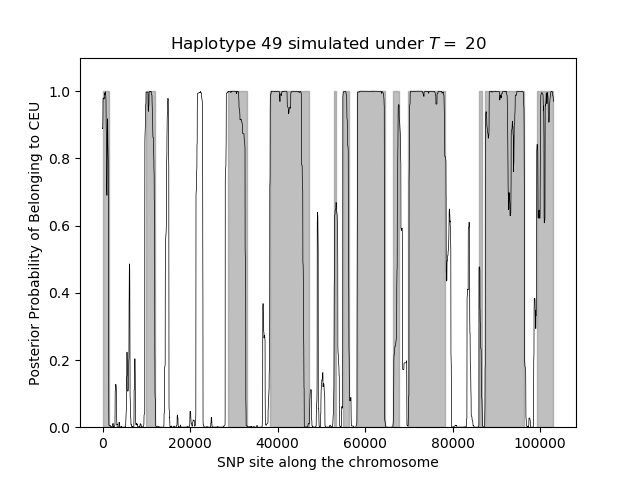 Haplotype 49 simulated under T = 20
Posterior Probability of Belonging to CEU
1.0
0.8
0.6
0.4
0.2
0.0
0 20000 40000 60000 80000 100000
SNP site along the chromosome